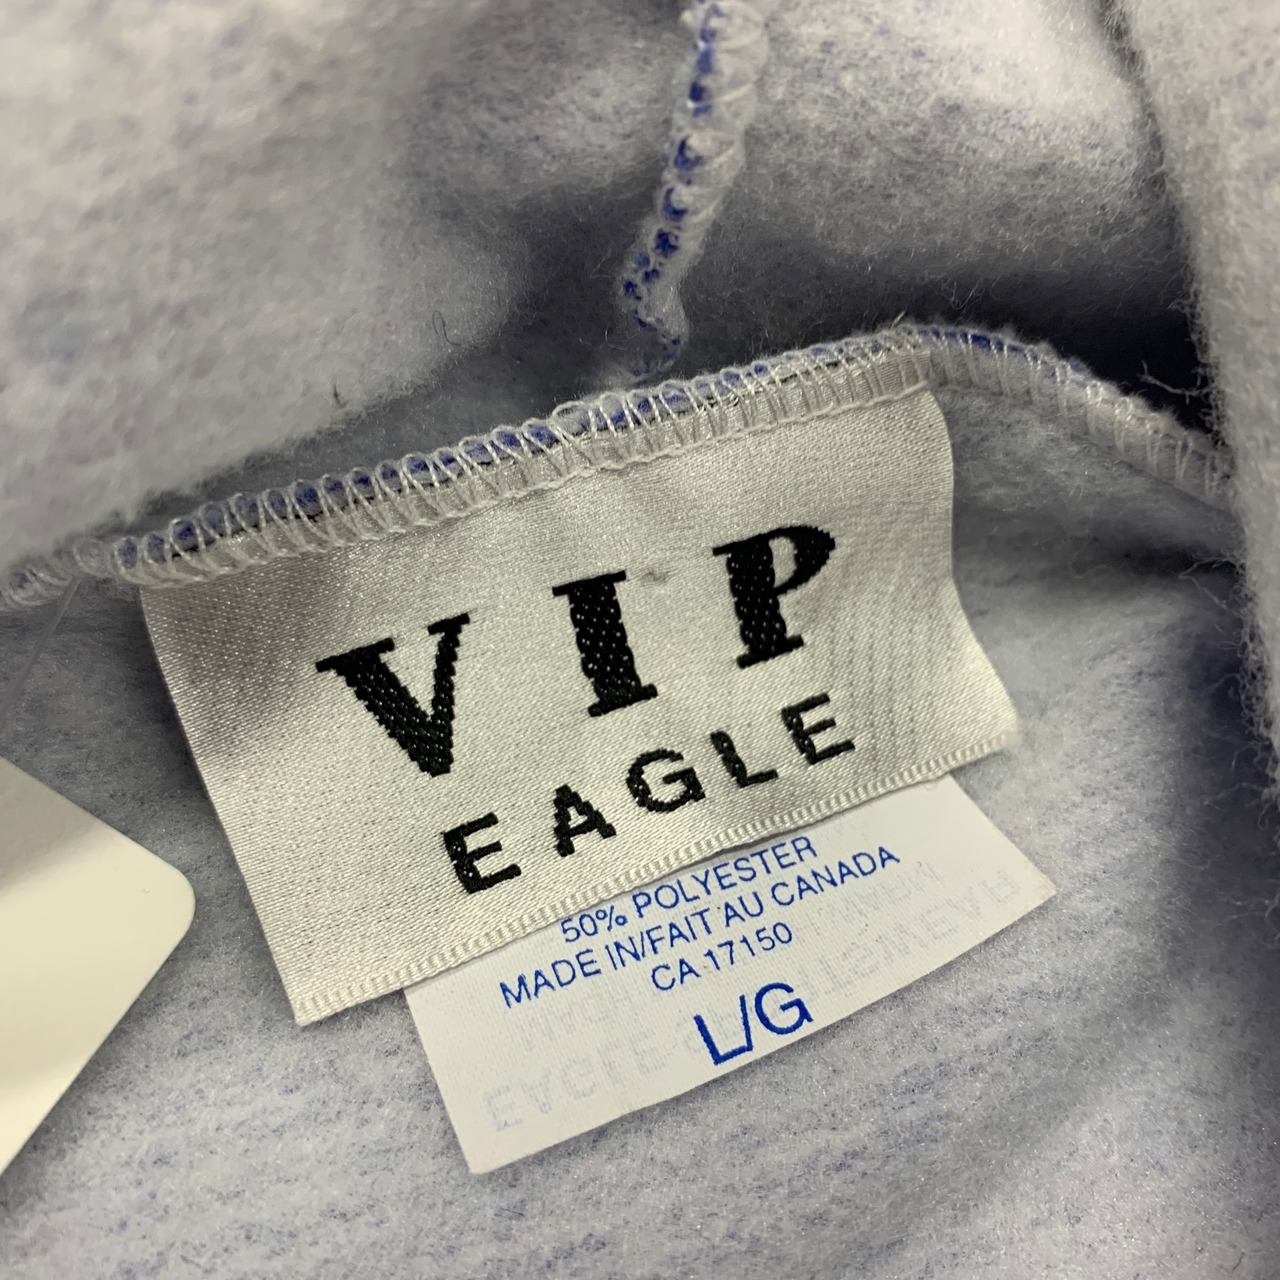 VIP
EAGLE
50% POLYESTER
MADE IN/FAIT AU CANADA
CA 17150
L/G